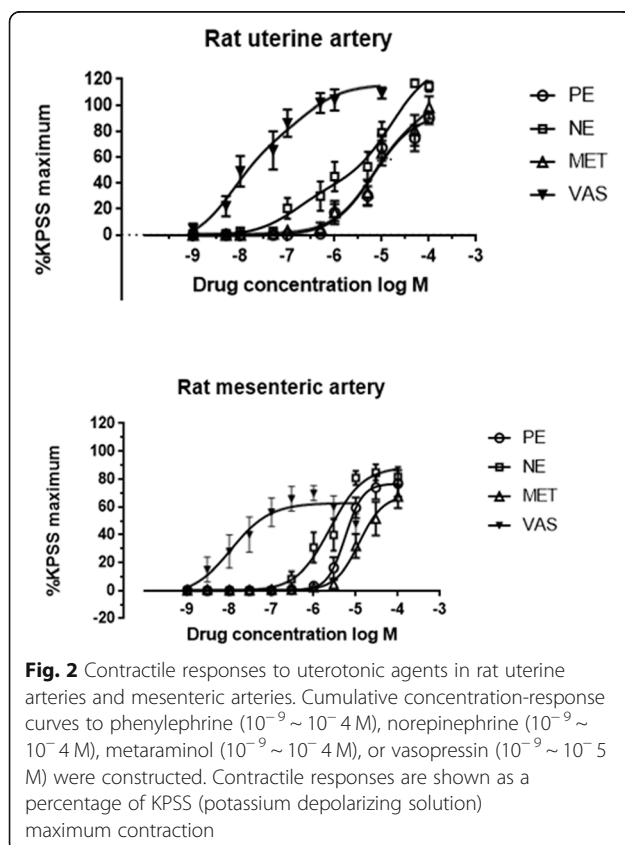 Rat uterine artery
%KPSS maximum
120
100
80
60
40
20
0
-9 -8 -7 -6 -5 -4 -3
Drug concentration log M
PE
NE
MET
VAS
Rat mesenteric artery
%KPSS maximum
120
100
80
60
40
20
0
-20
-9 -8 -7 -6 -5 -4 -3
Drug concentration log M
PE
NE
MET
VAS
Fig. 2 Contractile responses to uterotonic agents in rat uterine
arteries and mesenteric arteries. Cumulative concentration-response
curves to phenylephrine (10⁻⁹ ~ 10⁻ 4 M), norepinephrine (10⁻⁹ ~
10⁻ 4 M), metaraminol (10⁻⁹ ~ 10⁻ 4 M), or vasopressin (10⁻⁹ ~ 10⁻ 5
M) were constructed. Contractile responses are shown as a
percentage of KPSS (potassium depolarizing solution)
maximum contraction